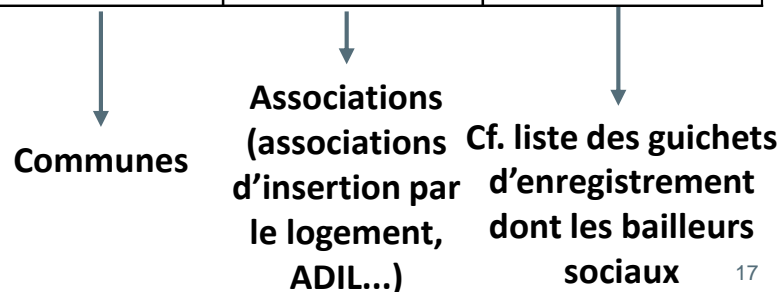 Communes
Associations
(associations
d’insertion par
le logement,
ADIL...)
Cf. liste des guichets
d’enregistrement
dont les bailleurs
sociaux
17